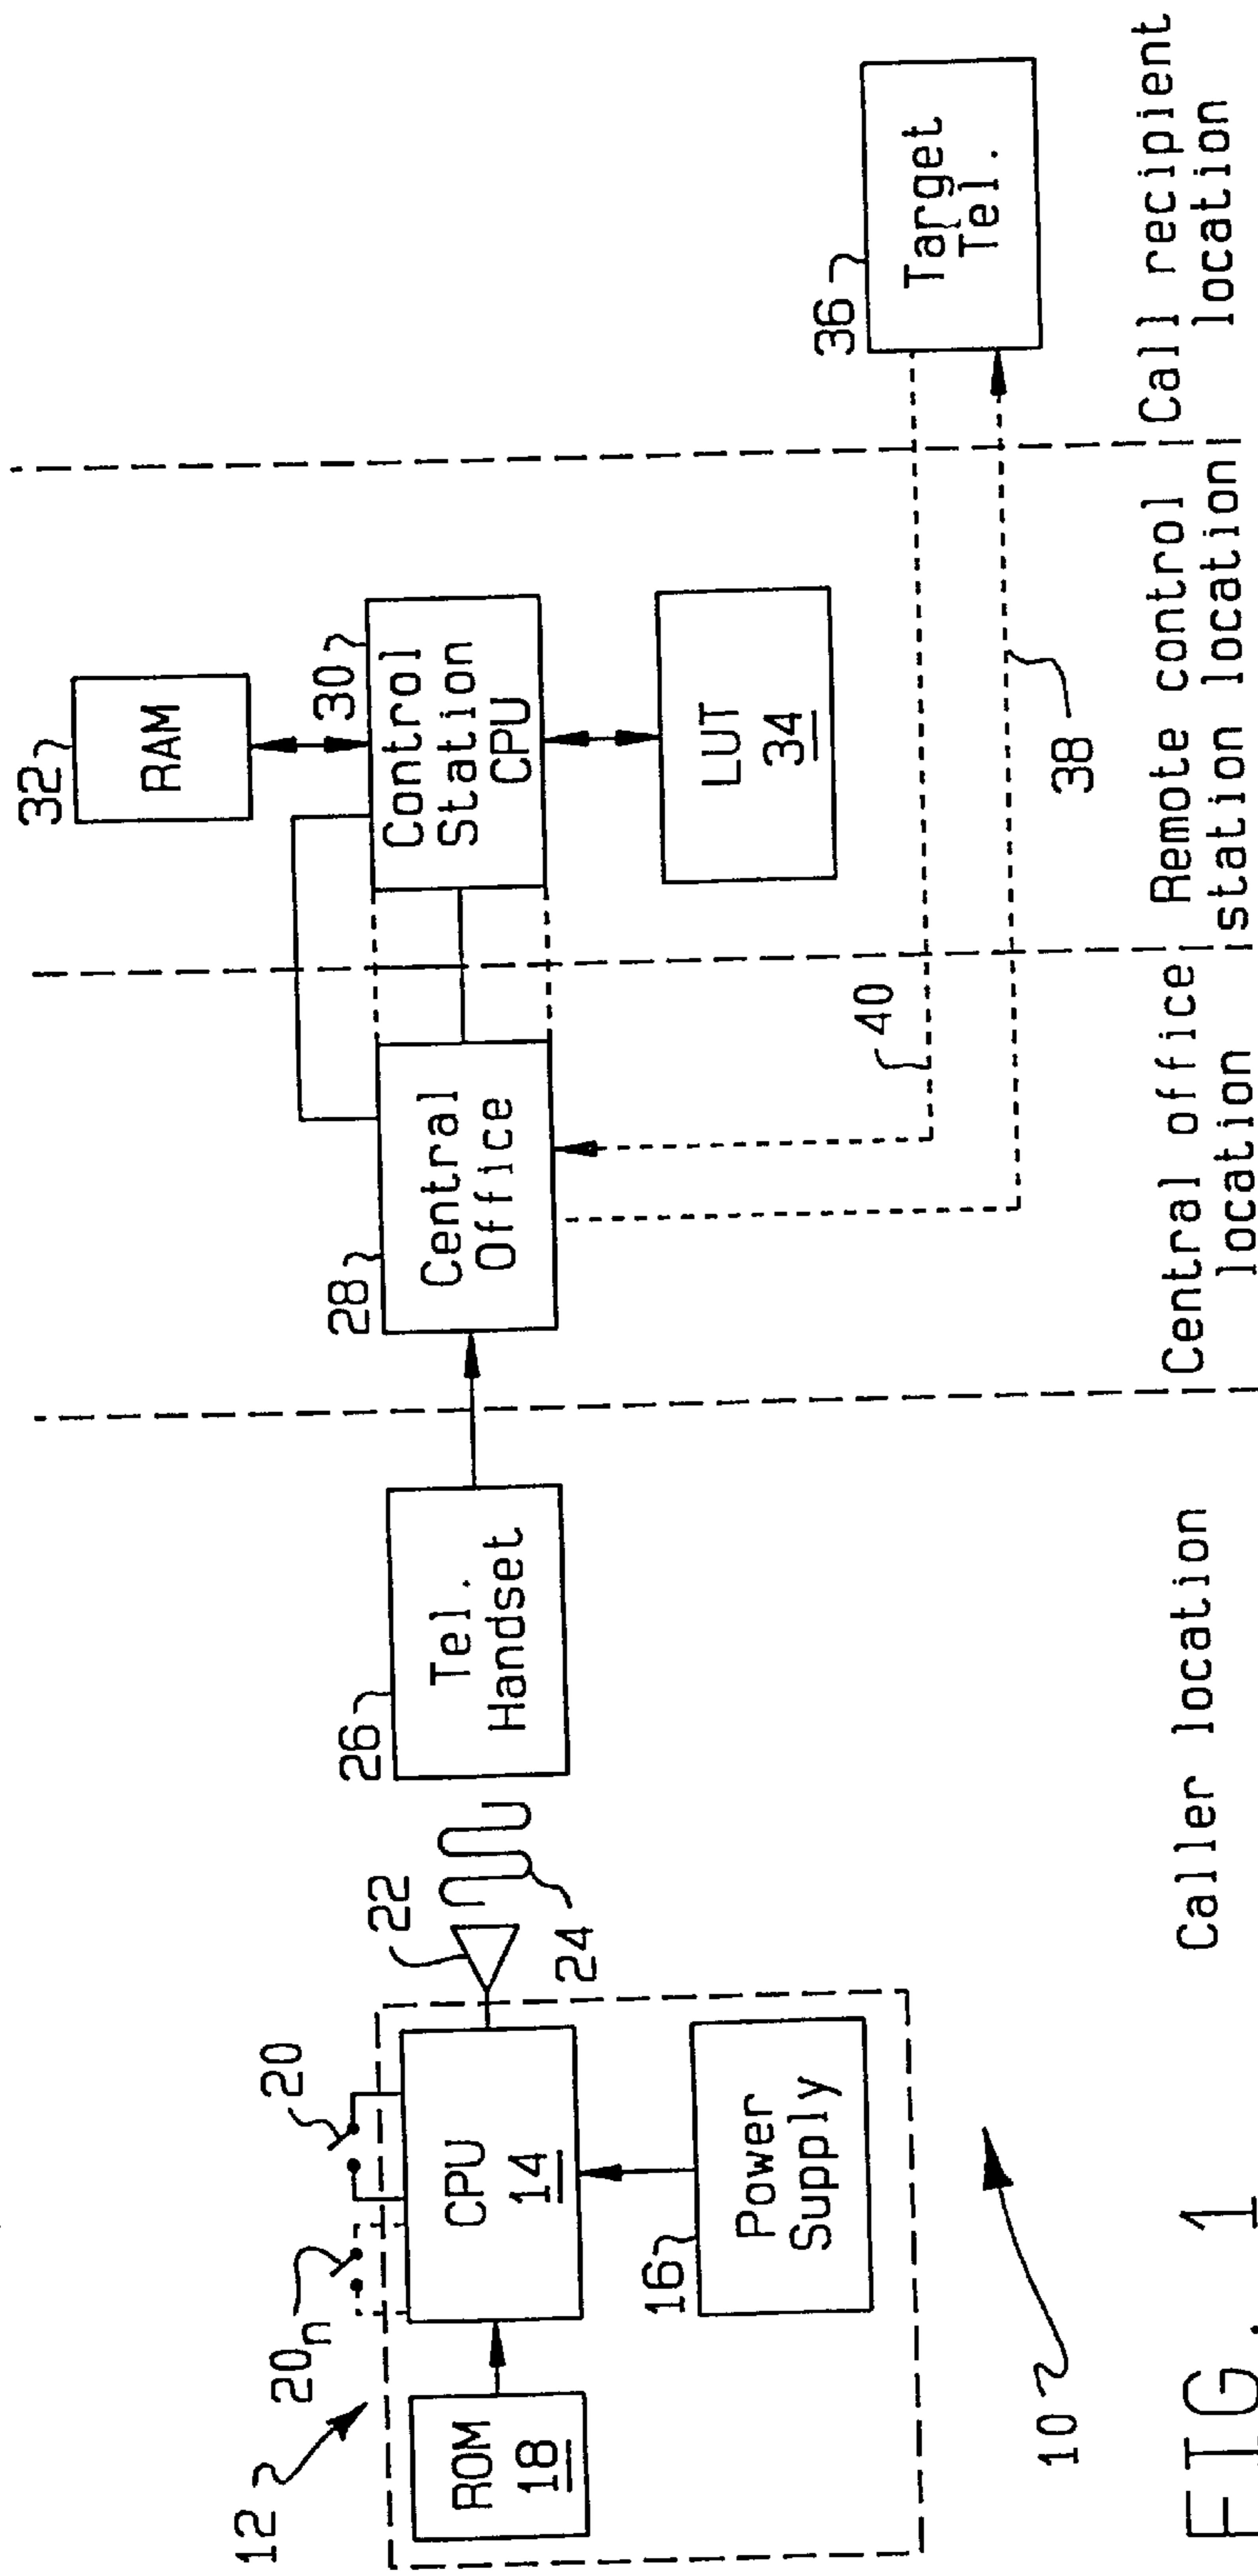 12
20n
20
22
24
ROM
18
CPU
14
16
Power
Supply
10
26
Tel.
Handset
28
Central
Office
32
RAM
30
Control
Station
CPU
LUT
34
40
38
36
Target
Tel.
Caller location
Central office
location
Remote control
station location
Call recipient
location
FIG. 1